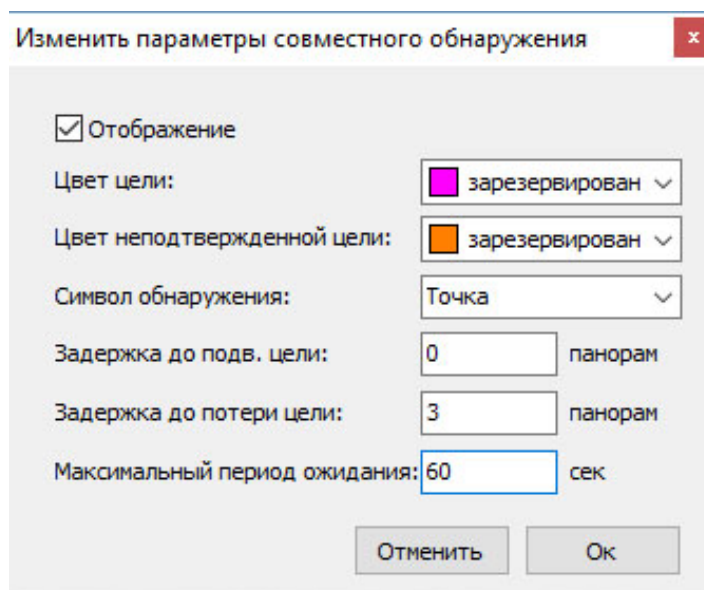 Изменить параметры совместного обнаружения x
Отображение
Цвет цели: зарезервирован
Цвет неподтвержденной цели: зарезервирован
Символ обнаружения: Точка
Задержка до подв. цели: 0 панорам
Задержка до потери цели: 3 панорам
Максимальный период ожидания: 60 сек
Отменить Ок